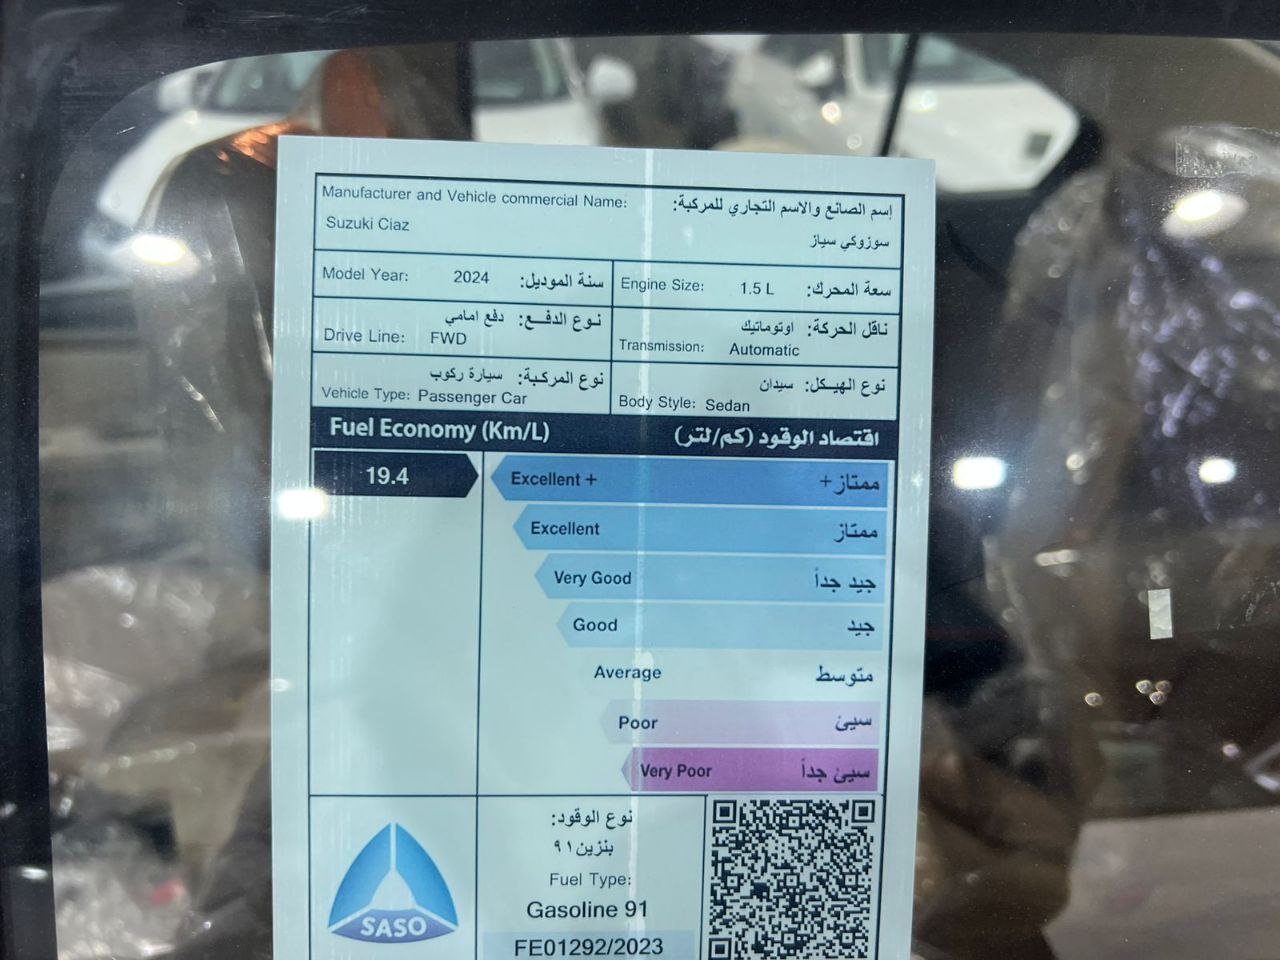 Manufacturer and Vehicle commercial Name: إسم الصانع والاسم التجاري للمركبة:
Suzuki Ciaz سوزوكي سياز
Model Year: 2024 سنة الموديل:
Engine Size: 1.5 L سعة المحرك:
نوع الدفـع: دفع امامي
Drive Line: FWD
ناقل الحركة: اوتوماتيك
Transmission: Automatic
نوع المركبة: سيارة ركوب
Vehicle Type: Passenger Car
نوع الهيـكل: سيدان
Body Style: Sedan
Fuel Economy (Km/L) اقتصاد الوقود (كم/لتر)
19.4
Excellent + ممتاز+
Excellent ممتاز
Very Good جيد جداً
Good جيد
Average متوسط
Poor سيئ
Very Poor سيئ جداً
SASO
نوع الوقود:
بنزين٩١
Fuel Type:
Gasoline 91
FE01292/2023